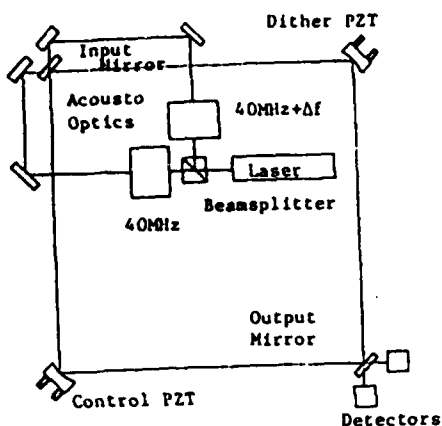 Dither PZT
Input
Mirror
Acousto
Optics
40MHz+Δf
Laser
Beamsplitter
40MHz
Output
Mirror
Control PZT
Detectors